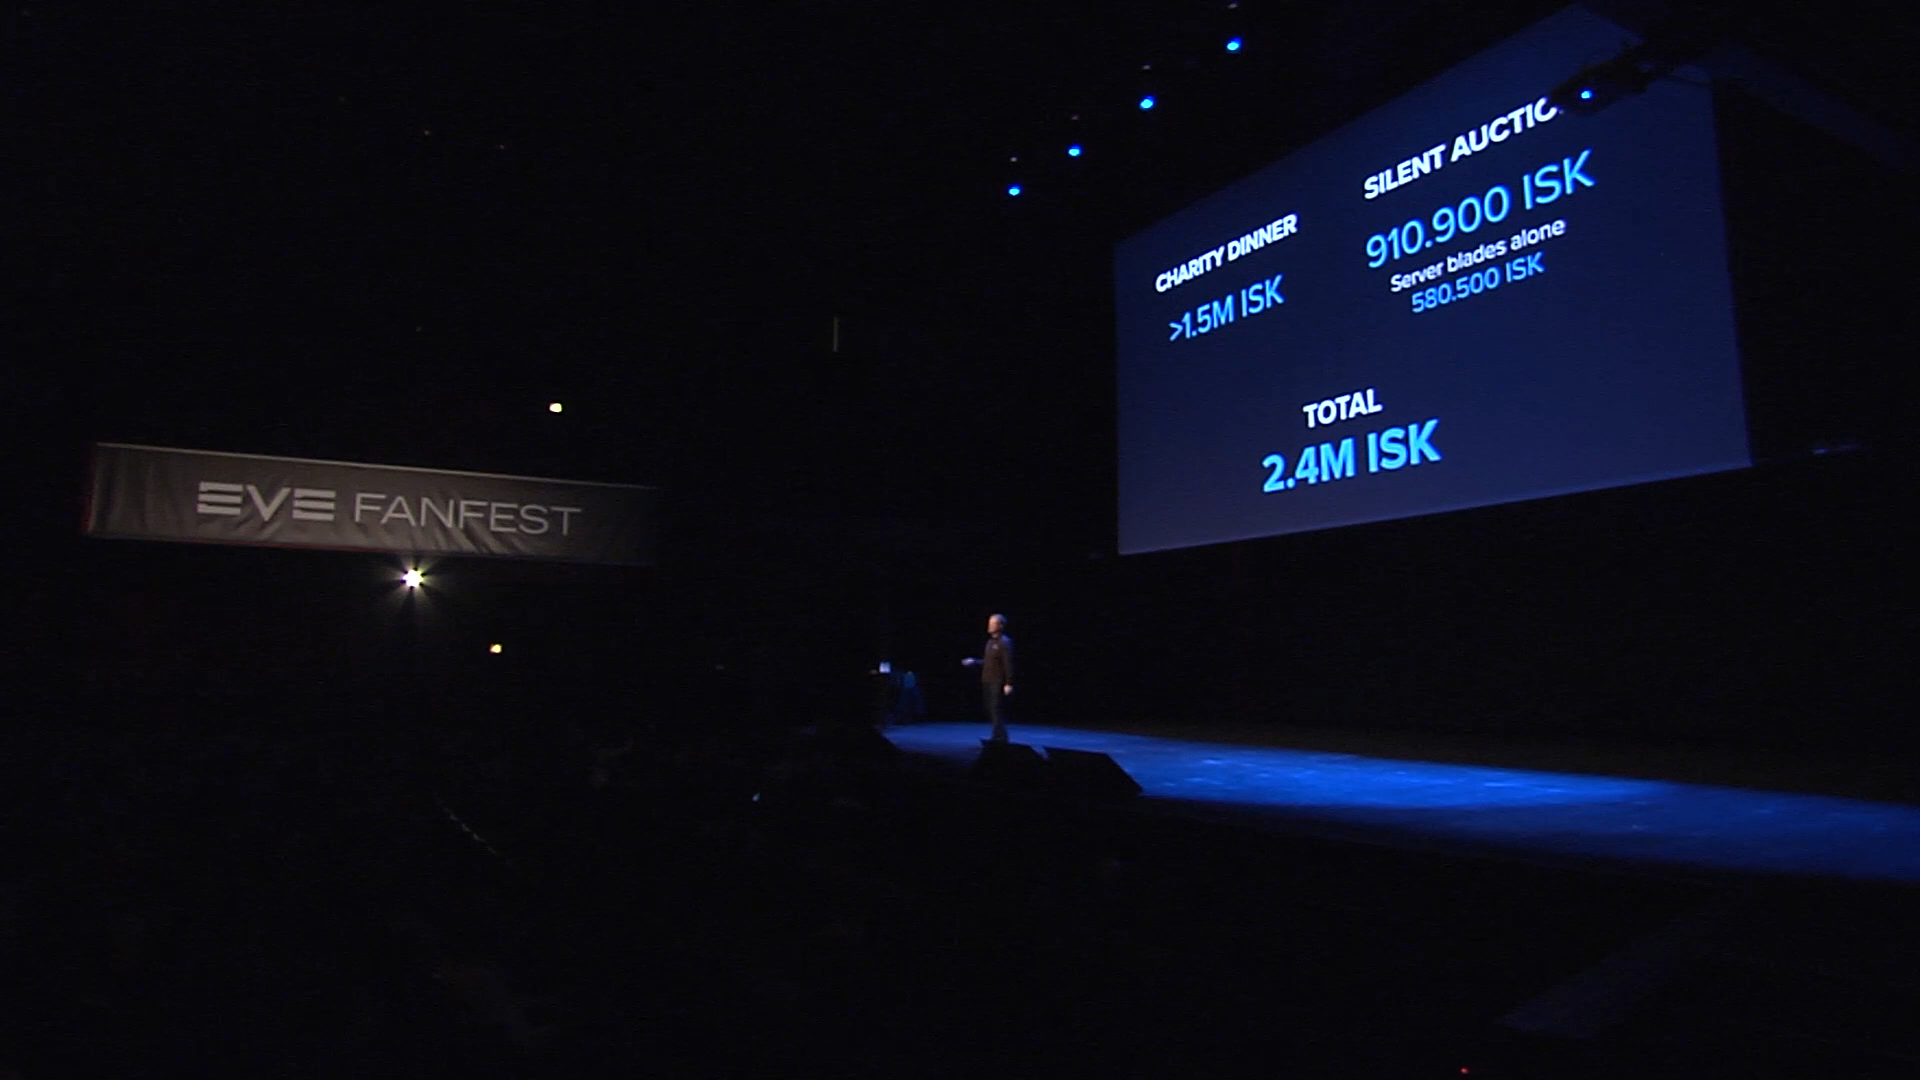 EVE FANFEST
CHARITY DINNER
>1.5M ISK
SILENT AUCTIO
910.900 ISK
Server blades alone
580.500 ISK
TOTAL
2.4M ISK